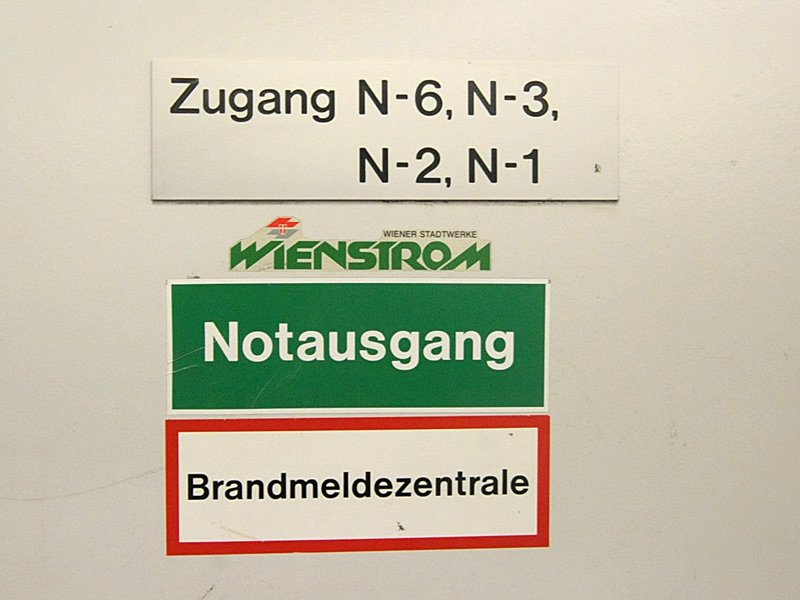 Zugang N-6, N-3,
N-2, N-1
WIENER STADTWERKE
WIENSTROM
Notausgang
Brandmeldezentrale